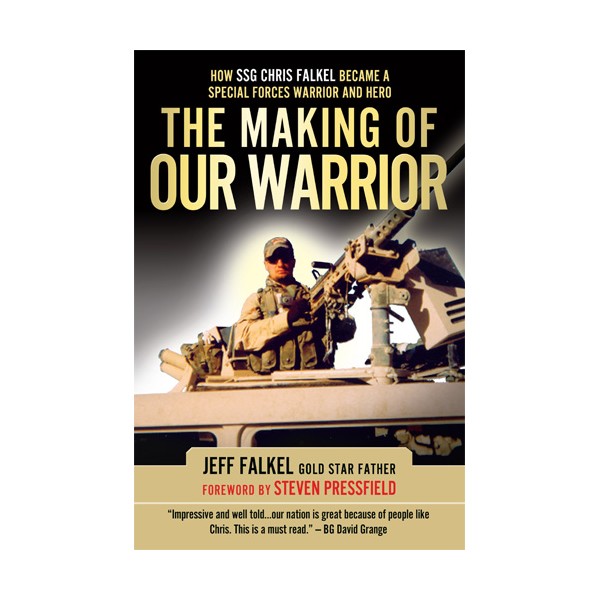 HOW SSG CHRIS FALKEL BECAME A
SPECIAL FORCES WARRIOR AND HERO
THE MAKING OF
OUR WARRIOR
JEFF FALKEL GOLD STAR FATHER
FOREWORD BY STEVEN PRESSFIELD
“Impressive and well told...our nation is great because of people like
Chris. This is a must read.” – BG David Grange